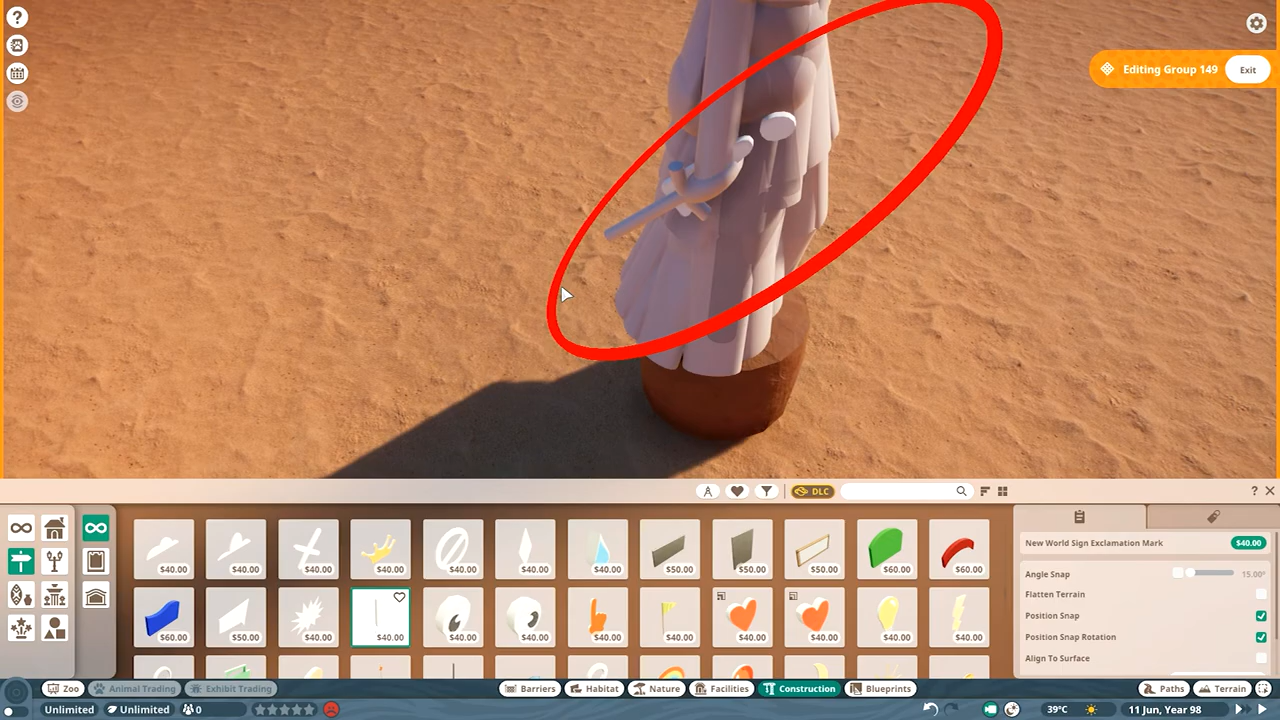 ?
Editing Group 149
Exit
DLC
?
$40.00
$40.00
$40.00
$40.00
$40.00
$40.00
$40.00
$50.00
$50.00
$50.00
$60.00
$60.00
$60.00
$50.00
$40.00
$40.00
$40.00
$40.00
$40.00
$40.00
$40.00
$40.00
$40.00
$40.00
New World Sign Exclamation Mark
$40.00
Angle Snap
15.00°
Flatten Terrain
Position Snap
Position Snap Rotation
Align To Surface
Zoo
Animal Trading
Exhibit Trading
Barriers
Habitat
Nature
Facilities
Construction
Blueprints
Paths
Terrain
Unlimited
Unlimited
0
39°C
11 Jun, Year 98